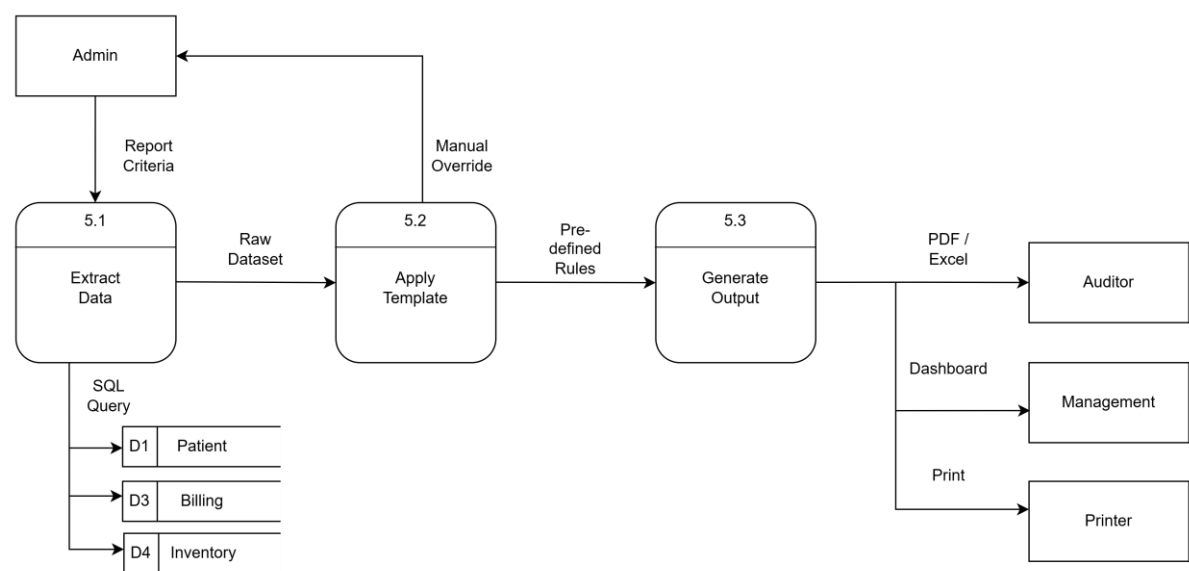 Admin
Report
Criteria
Manual
Override
5.1
Extract
Data
Raw
Dataset
5.2
Apply
Template
Pre-
defined
Rules
5.3
Generate
Output
PDF /
Excel
Auditor
Dashboard
Management
Print
Printer
SQL
Query
D1 Patient
D3 Billing
D4 Inventory